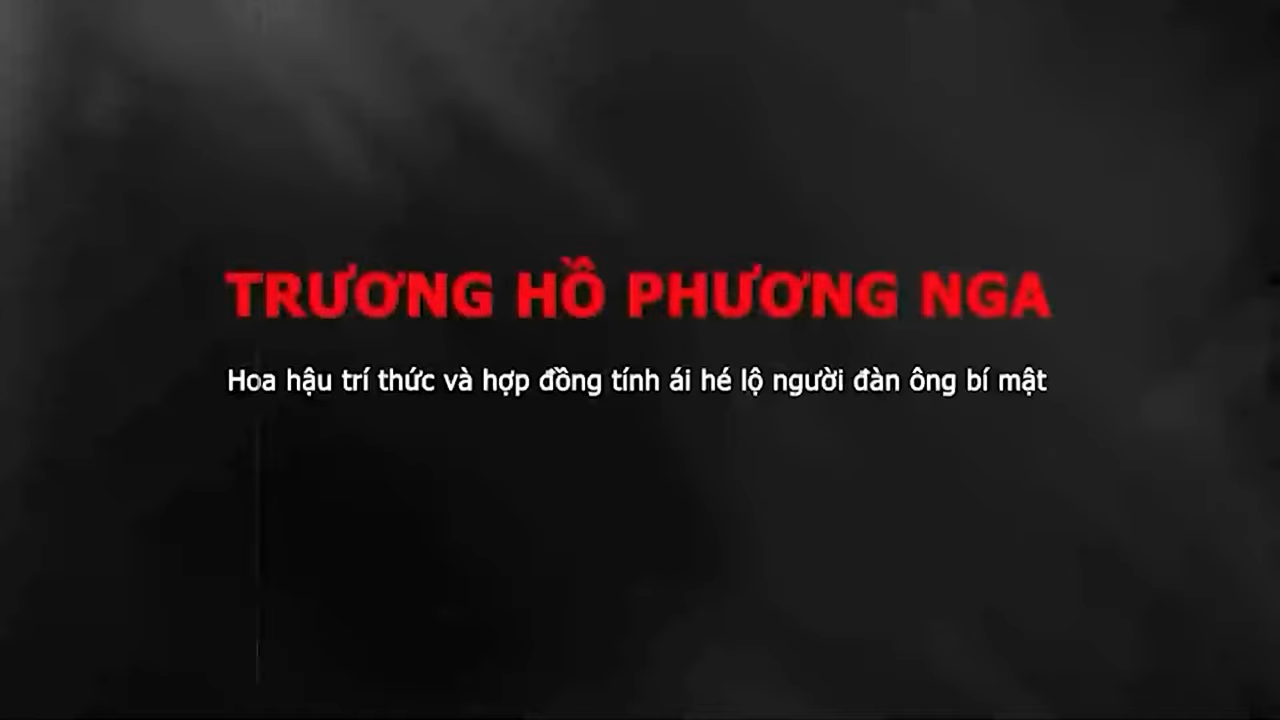 TRƯƠNG HỒ PHƯƠNG NGA
Hoa hậu trí thức và hợp đồng tính ái hé lộ người đàn ông bí mật